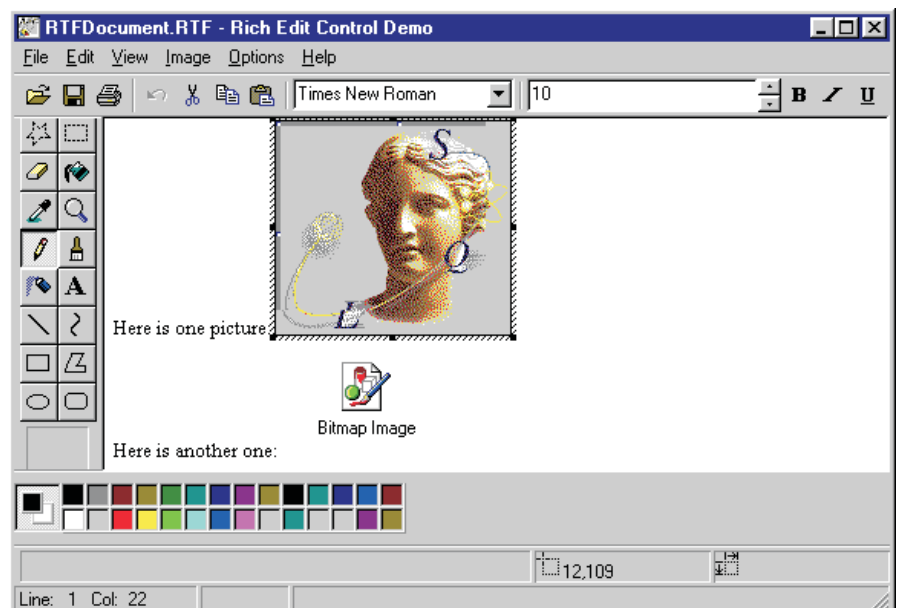 RTFDocument.RTF - Rich Edit Control Demo
File Edit View Image Options Help
Times New Roman 10 B I U
A
S
Q
L
Here is one picture:
Bitmap Image
Here is another one:
12,109
Line: 1 Col: 22